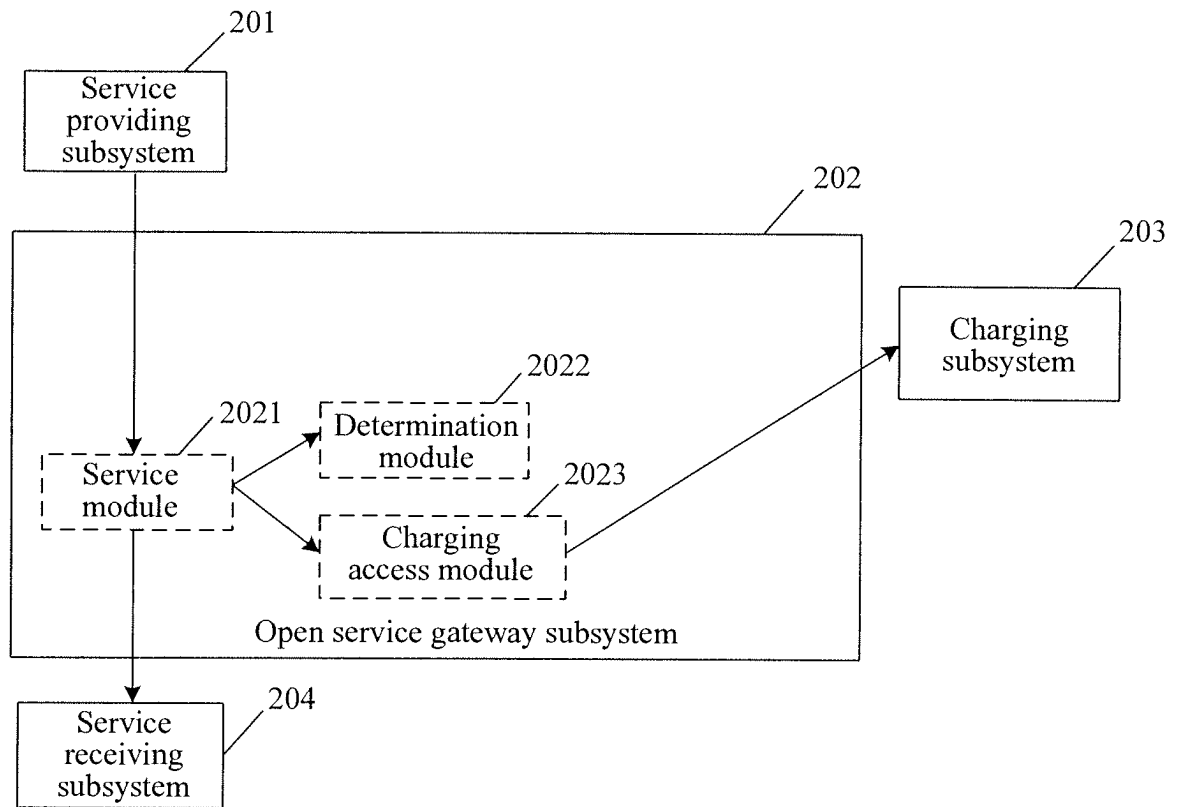 201
Service
providing
subsystem
202
203
Charging
subsystem
2022
Determination
module
2021
Service
module
2023
Charging
access module
Open service gateway subsystem
204
Service
receiving
subsystem